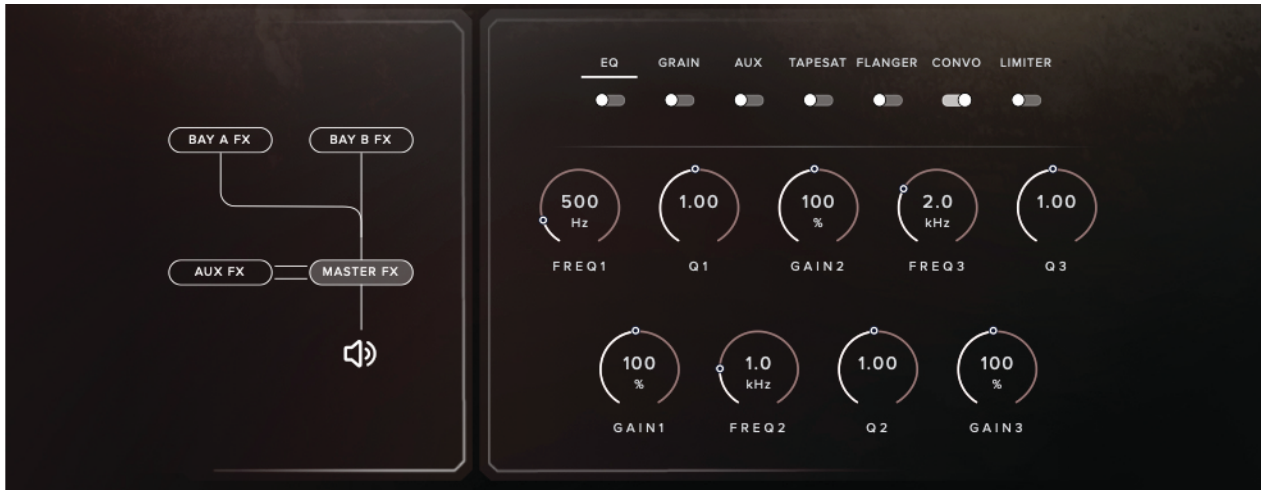 EQ GRAIN AUX TAPESAT FLANGER CONVO LIMITER
BAY A FX BAY B FX
AUX FX MASTER FX
500 1.00 100 2.0 1.00
Hz % kHz
FREQ1 Q1 GAIN2 FREQ3 Q3
100 1.0 1.00 100
% kHz %
GAIN1 FREQ2 Q2 GAIN3